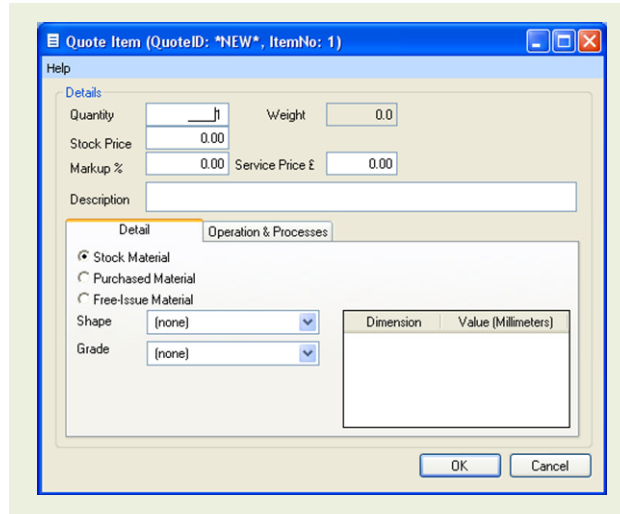 Quote Item (QuoteID: *NEW*, ItemNo: 1)
Help
Details
Quantity ___1 Weight 0.0
Stock Price 0.00
Markup % 0.00 Service Price £ 0.00
Description
Detail Operation & Processes
Stock Material
Purchased Material
Free-Issue Material
Shape (none) Dimension Value (Millimeters)
Grade (none)
OK Cancel